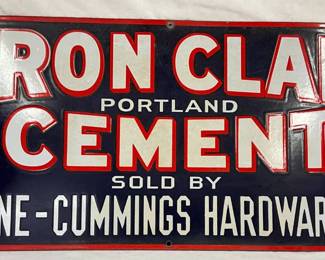 RON CLA
PORTLAND
CEMENT
SOLD BY
NE-CUMMINGS HARDWAR